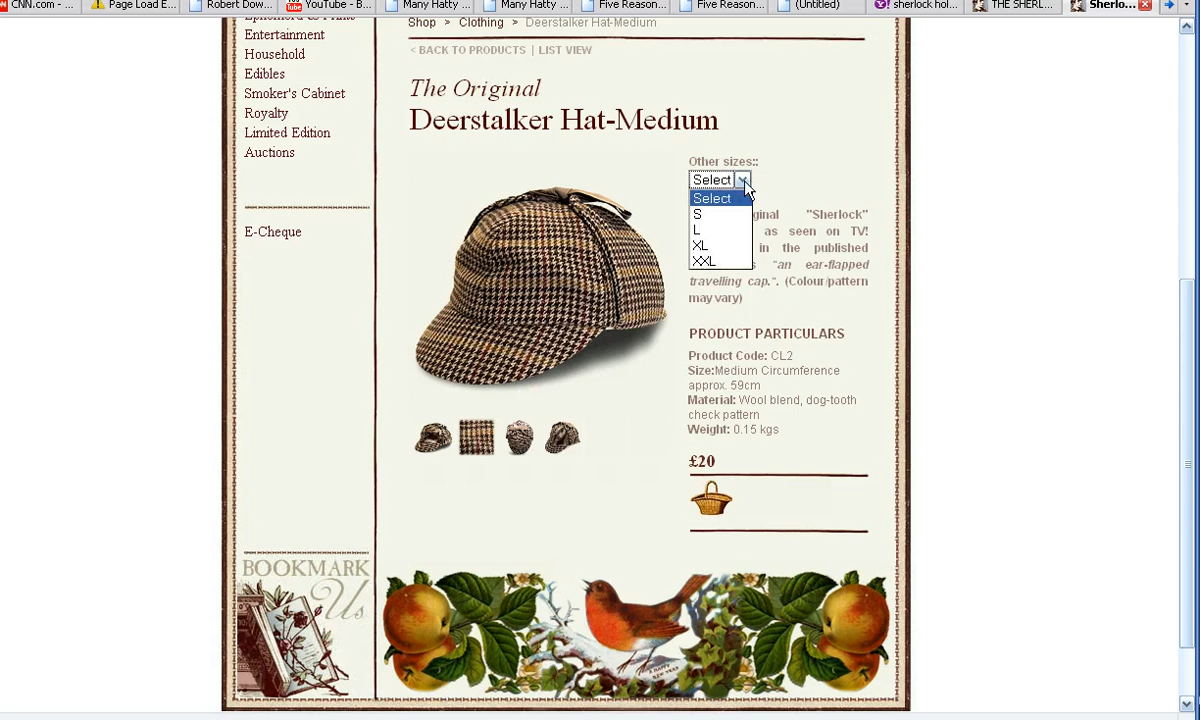 CNN.com - ...
Page Load E...
Robert Dow...
YouTube - B...
Many Hatty ...
Many Hatty ...
Five Reason...
Five Reason...
(Untitled)
sherlock hol...
THE SHERL...
Sherlo...
Entertainment
Household
Edibles
Smoker's Cabinet
Royalty
Limited Edition
Auctions
E-Cheque
BOOKMARK
Us
Shop » Clothing » Deerstalker Hat-Medium
< BACK TO PRODUCTS | LIST VIEW
The Original
Deerstalker Hat-Medium
Other sizes::
Select
Select
S
L
XL
XXL
"Sherlock"
as seen on TV!
in the published
"an ear-flapped
travelling cap.". (Colour/pattern
may vary)
PRODUCT PARTICULARS
Product Code: CL2
Size:Medium Circumference
approx. 59cm
Material: Wool blend, dog-tooth
check pattern
Weight: 0.15 kgs
£20
A HAPPY
NEW YEAR